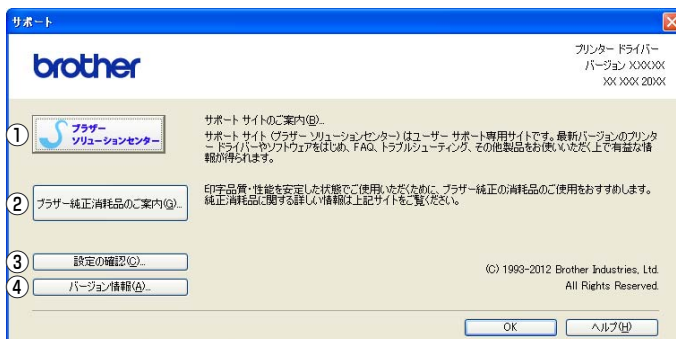 サポート
brother
プリンター ドライバー
バージョン XXXXX
XX XXX 20XX
① ブラザー
ソリューションセンター
サポート サイトのご案内(B)...
サポート サイト (ブラザー ソリューションセンター) はユーザー サポート専用サイトです。最新バージョンのプリンタ
ー ドライバーやソフトウェアをはじめ、FAQ、トラブルシューティング、その他製品をお使いいただく上で有益な情
報が得られます。
② ブラザー純正消耗品のご案内(G)...
印字品質・性能を安定した状態でご使用いただくために、ブラザー純正の消耗品のご使用をおすすめします。
純正消耗品に関する詳しい情報は上記サイトをご覧ください。
③ 設定の確認(C)...
④ バージョン情報(A)...
(C) 1993-2012 Brother Industries, Ltd.
All Rights Reserved.
OK
ヘルプ(H)